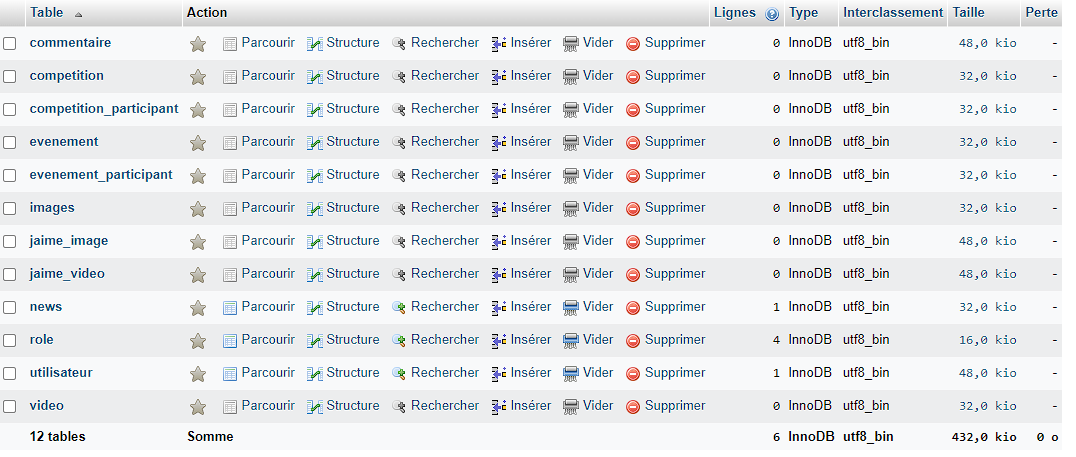 Table Action Lignes Type Interclassement Taille Perte
commentaire Parcourir Structure Rechercher Insérer Vider Supprimer 0 InnoDB utf8_bin 48,0 kio -
competition Parcourir Structure Rechercher Insérer Vider Supprimer 0 InnoDB utf8_bin 32,0 kio -
competition_participant Parcourir Structure Rechercher Insérer Vider Supprimer 0 InnoDB utf8_bin 32,0 kio -
evenement Parcourir Structure Rechercher Insérer Vider Supprimer 0 InnoDB utf8_bin 32,0 kio -
evenement_participant Parcourir Structure Rechercher Insérer Vider Supprimer 0 InnoDB utf8_bin 32,0 kio -
images Parcourir Structure Rechercher Insérer Vider Supprimer 0 InnoDB utf8_bin 32,0 kio -
jaime_image Parcourir Structure Rechercher Insérer Vider Supprimer 0 InnoDB utf8_bin 48,0 kio -
jaime_video Parcourir Structure Rechercher Insérer Vider Supprimer 0 InnoDB utf8_bin 48,0 kio -
news Parcourir Structure Rechercher Insérer Vider Supprimer 1 InnoDB utf8_bin 32,0 kio -
role Parcourir Structure Rechercher Insérer Vider Supprimer 4 InnoDB utf8_bin 16,0 kio -
utilisateur Parcourir Structure Rechercher Insérer Vider Supprimer 1 InnoDB utf8_bin 48,0 kio -
video Parcourir Structure Rechercher Insérer Vider Supprimer 0 InnoDB utf8_bin 32,0 kio -
12 tables Somme 6 InnoDB utf8_bin 432,0 kio 0 o